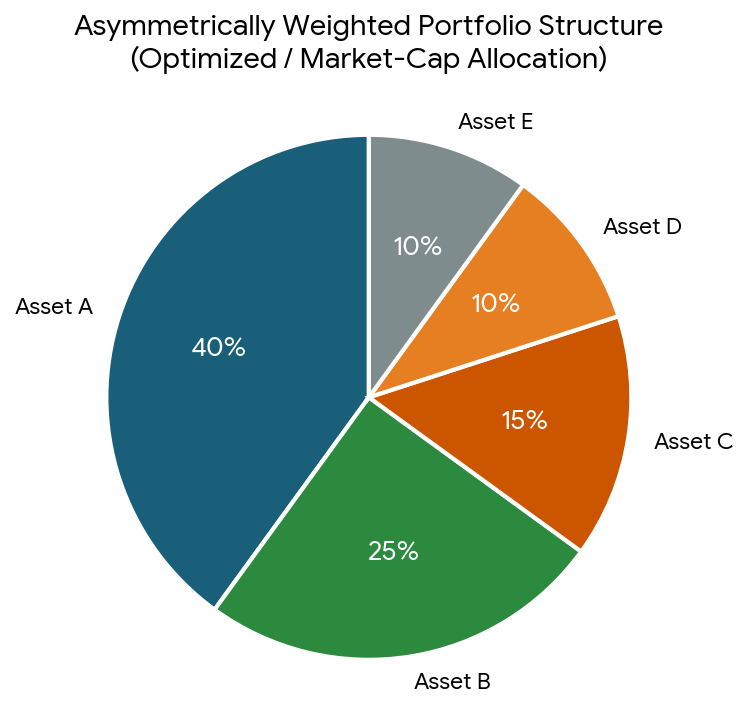 Asymmetrically Weighted Portfolio Structure
(Optimized / Market-Cap Allocation)
Asset E
Asset D
10%
Asset A
10%
40%
15%
Asset C
25%
Asset B